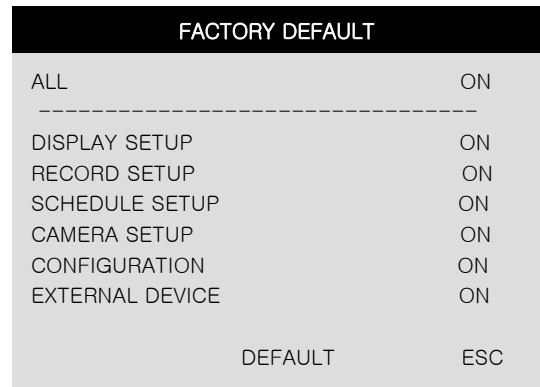 FACTORY DEFAULT
ALL ON
----------------------------------
DISPLAY SETUP ON
RECORD SETUP ON
SCHEDULE SETUP ON
CAMERA SETUP ON
CONFIGURATION ON
EXTERNAL DEVICE ON
DEFAULT ESC